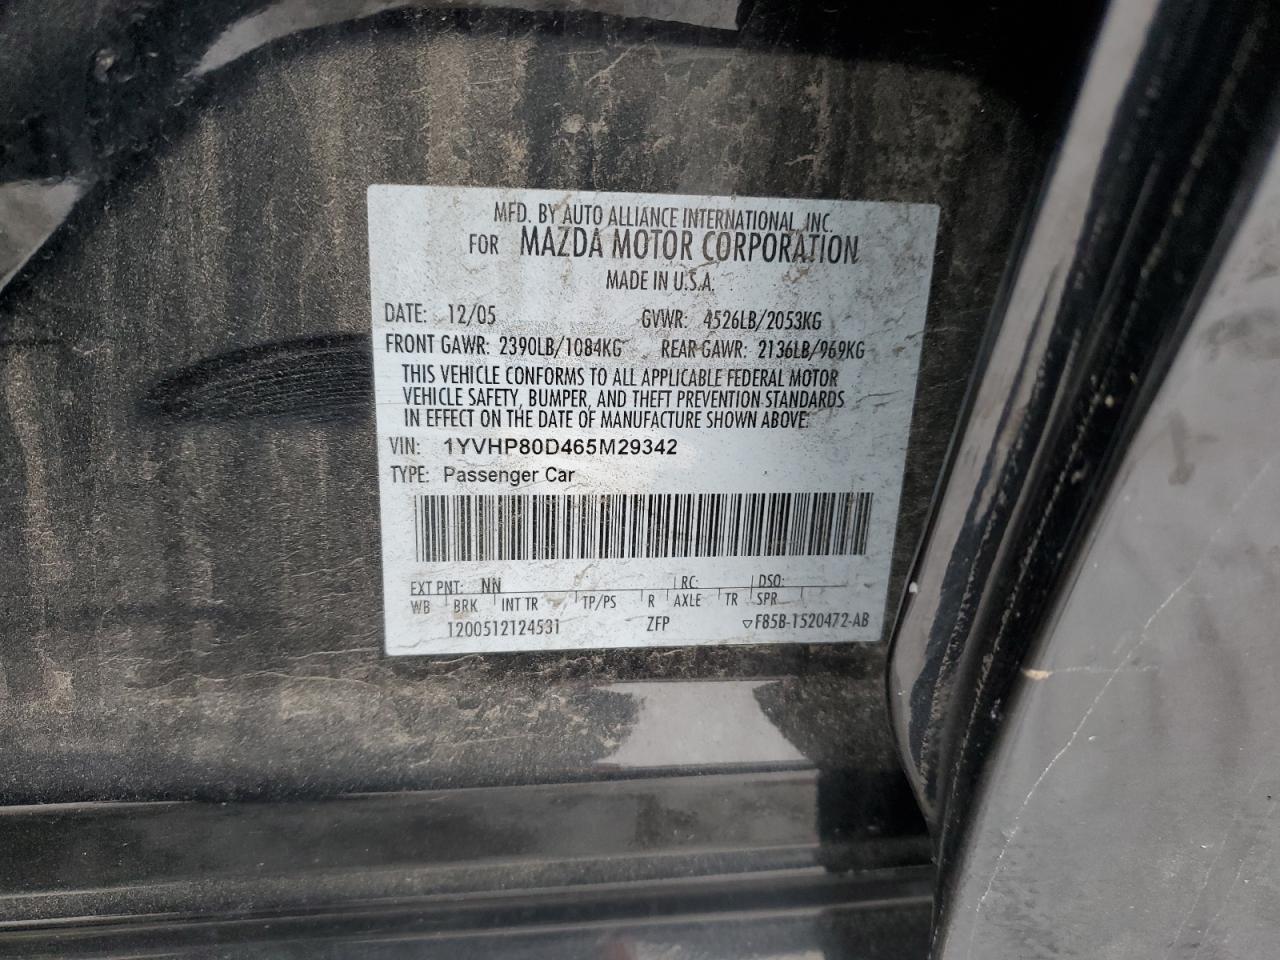 MFD. BY AUTO ALLIANCE INTERNATIONAL, INC.
FOR MAZDA MOTOR CORPORATION
MADE IN U.S.A.
DATE: 12/05 GVWR: 4526LB/2053KG
FRONT GAWR: 2390LB/1084KG REAR GAWR: 2136LB/969KG
THIS VEHICLE CONFORMS TO ALL APPLICABLE FEDERAL MOTOR
VEHICLE SAFETY, BUMPER, AND THEFT PREVENTION STANDARDS
IN EFFECT ON THE DATE OF MANUFACTURE SHOWN ABOVE:
VIN: 1YVHP80D465M29342
TYPE: Passenger Car
EXT PNT: NN RC: DSO:
WB BRK INT TR TP/PS R AXLE TR SPR
1200512124531 ZFP ▽F85B-1520472-AB